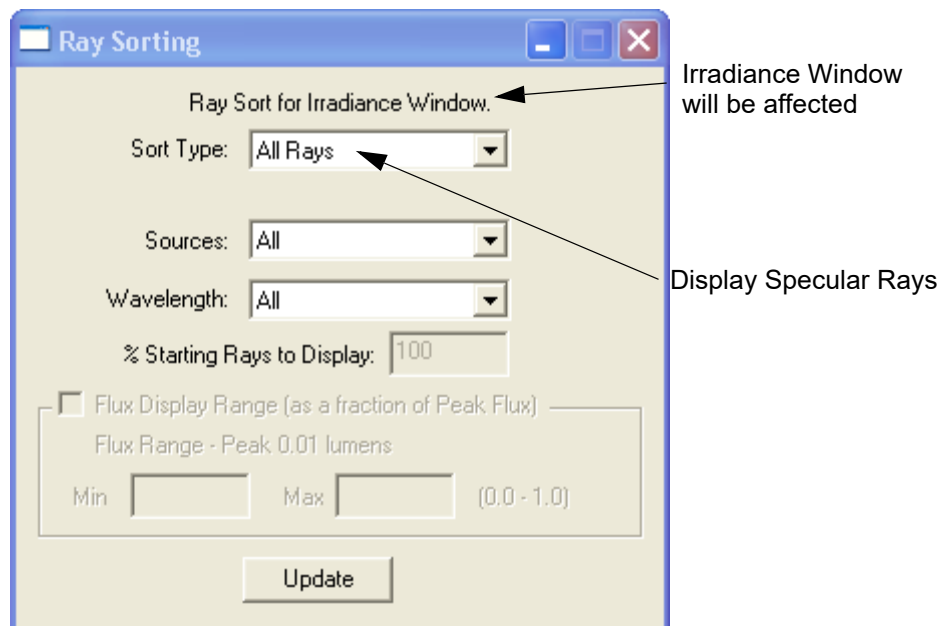 Ray Sorting
Irradiance Window
will be affected
Ray Sort for Irradiance Window.
Sort Type: All Rays
Sources: All
Display Specular Rays
Wavelength: All
% Starting Rays to Display: 100
Flux Display Range (as a fraction of Peak Flux)
Flux Range - Peak 0.01 lumens
Min Max (0.0 - 1.0)
Update